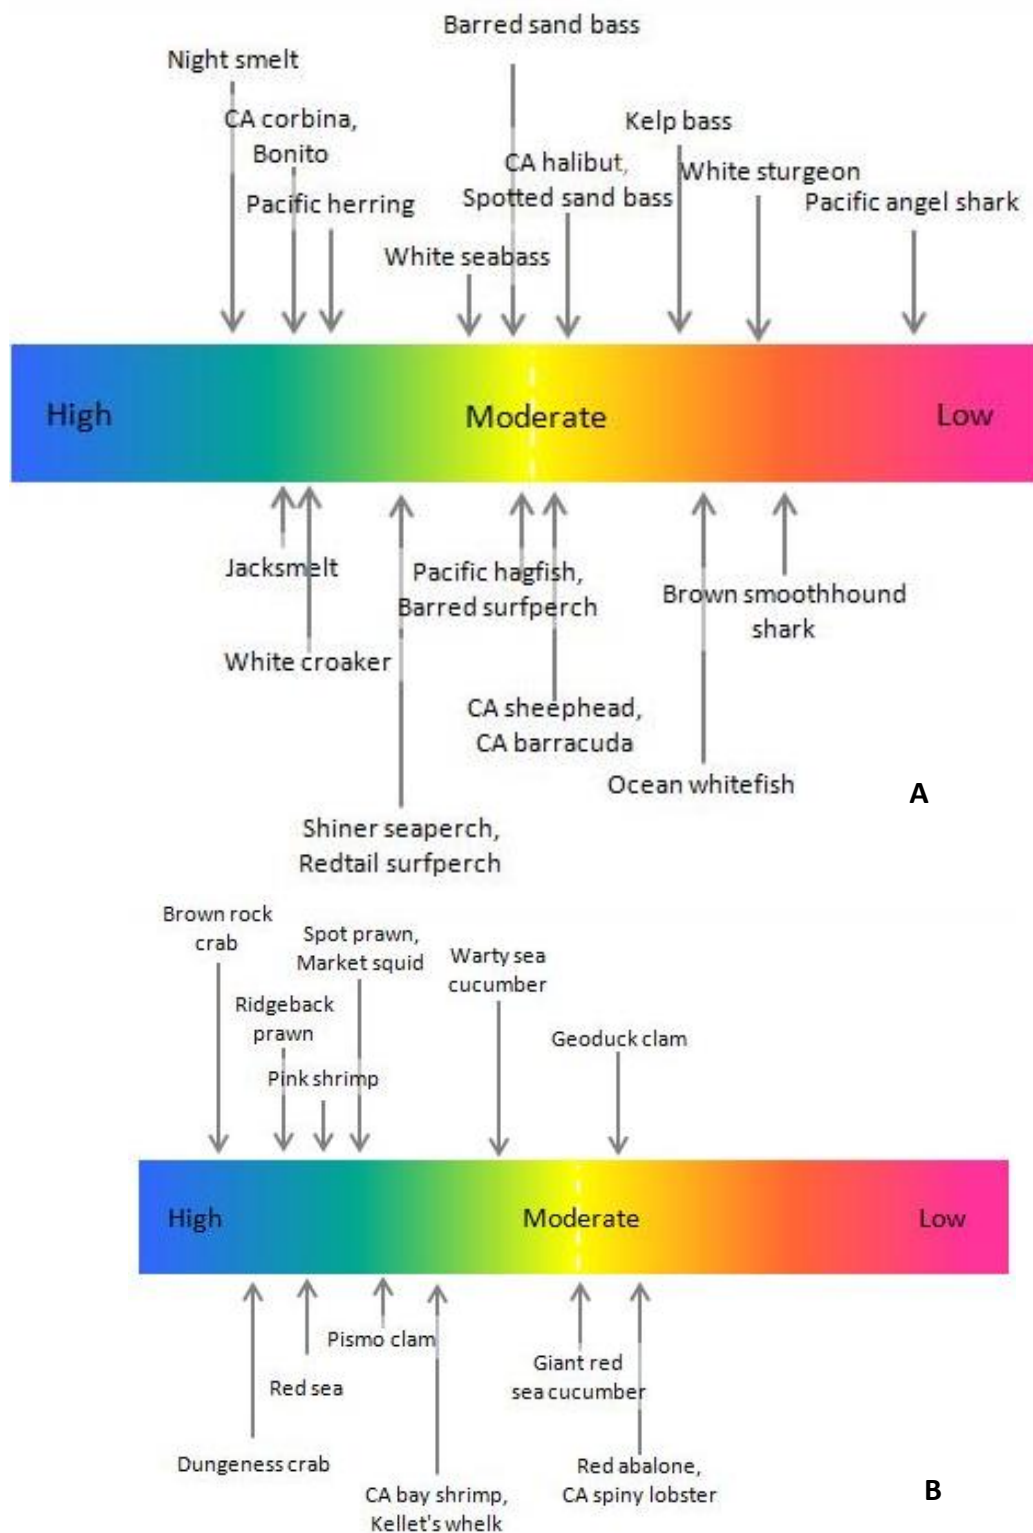 Barred sand bass
Night smelt
CA corbina,
Bonito
Kelp bass
CA halibut,
Spotted sand bass
White sturgeon
Pacific herring
Pacific angel shark
White seabass
High
Moderate
Low
Jacksmelt
Pacific hagfish,
Barred surfperch
Brown smoothhound
shark
White croaker
CA sheephead,
CA barracuda
Ocean whitefish
A
Shiner seaperch,
Redtail surfperch
Brown rock
crab
Spot prawn,
Market squid
Warty sea
cucumber
Ridgeback
prawn
Geoduck clam
Pink shrimp
High
Moderate
Low
Pismo clam
Giant red
sea cucumber
Red sea
Dungeness crab
Red abalone,
CA spiny lobster
CA bay shrimp,
Kellet's whelk
B